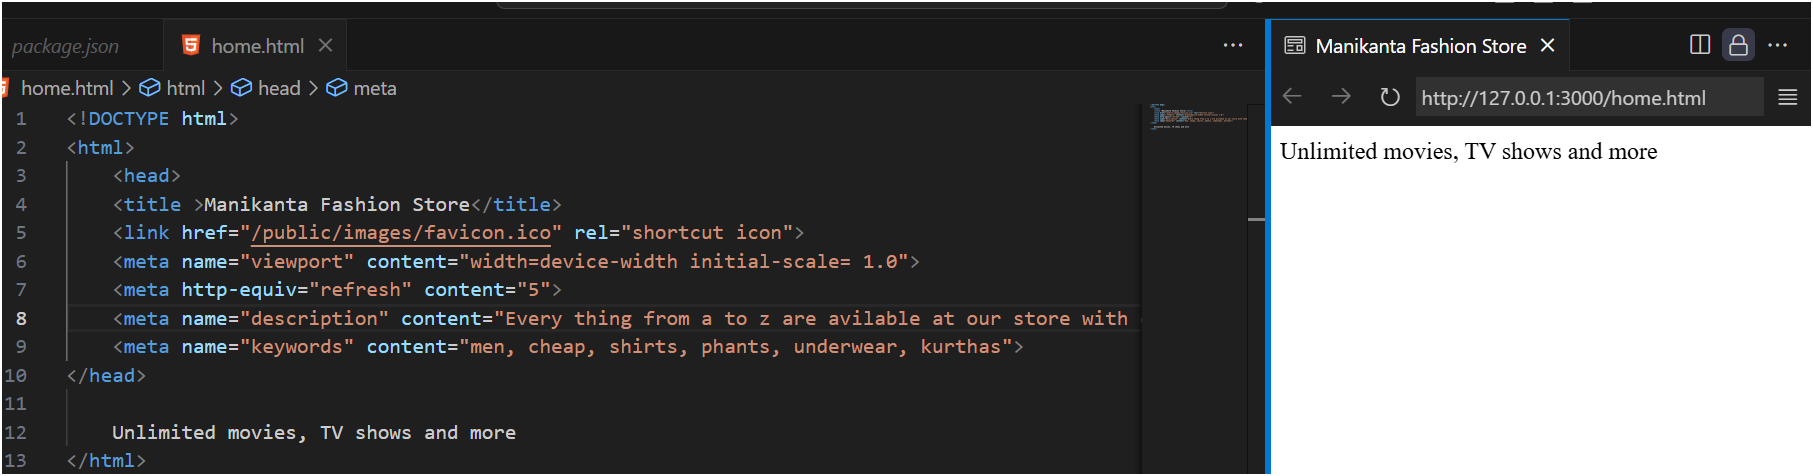 package.json
home.html
Manikanta Fashion Store
home.html > html > head > meta
http://127.0.0.1:3000/home.html
1 <!DOCTYPE html>
2 <html>
3 <head>
4 <title >Manikanta Fashion Store</title>
5 <link href="/public/images/favicon.ico" rel="shortcut icon">
6 <meta name="viewport" content="width=device-width initial-scale= 1.0">
7 <meta http-equiv="refresh" content="5">
8 <meta name="description" content="Every thing from a to z are avilable at our store with
9 <meta name="keywords" content="men, cheap, shirts, phants, underwear, kurthas">
10 </head>
11
12 Unlimited movies, TV shows and more
13 </html>
Unlimited movies, TV shows and more